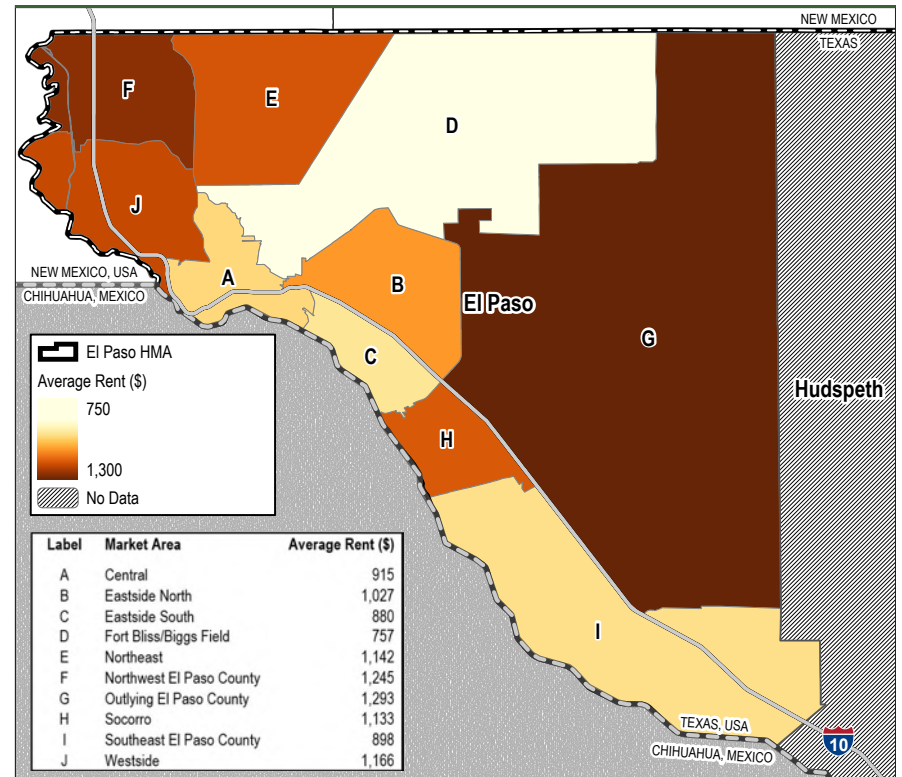 NEW MEXICO
TEXAS
F
E
D
J
A
B
NEW MEXICO, USA
CHIHUAHUA, MEXICO
El Paso
G
C
Hudspeth
H
I
TEXAS, USA
CHIHUAHUA, MEXICO
10
El Paso HMA
Average Rent ($)
750
1,300
No Data
Label Market Area Average Rent ($)
A Central 915
B Eastside North 1,027
C Eastside South 880
D Fort Bliss/Biggs Field 757
E Northeast 1,142
F Northwest El Paso County 1,245
G Outlying El Paso County 1,293
H Socorro 1,133
I Southeast El Paso County 898
J Westside 1,166